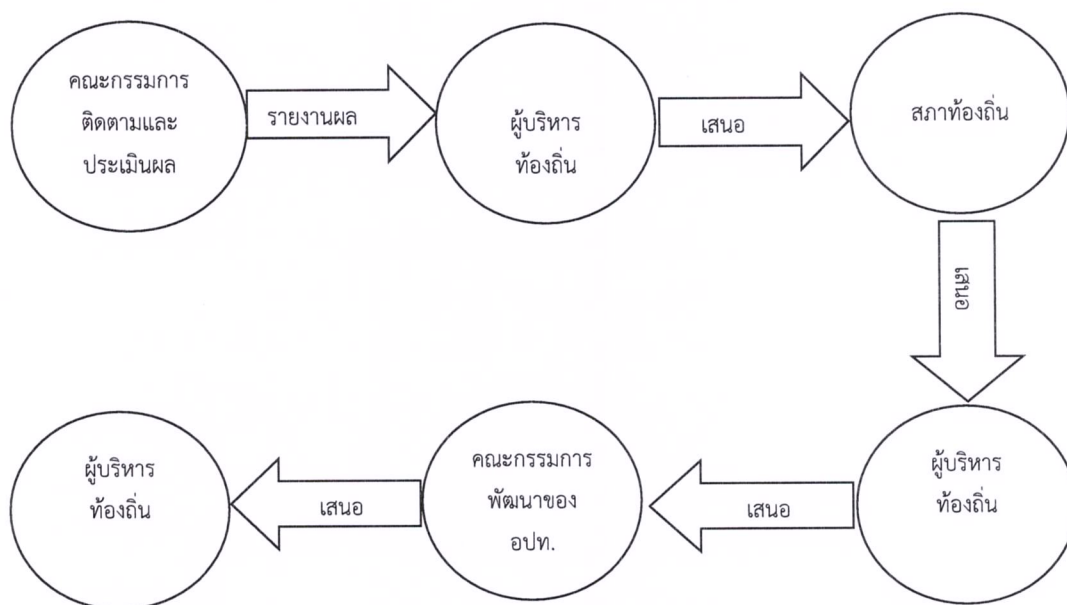 คณะกรรมการ
ติดตามและ
ประเมินผล
รายงานผล
ผู้บริหาร
ท้องถิ่น
เสนอ
สภาท้องถิ่น
เสนอ
ผู้บริหาร
ท้องถิ่น
เสนอ
คณะกรรมการ
พัฒนาของ
อปท.
เสนอ
ผู้บริหาร
ท้องถิ่น